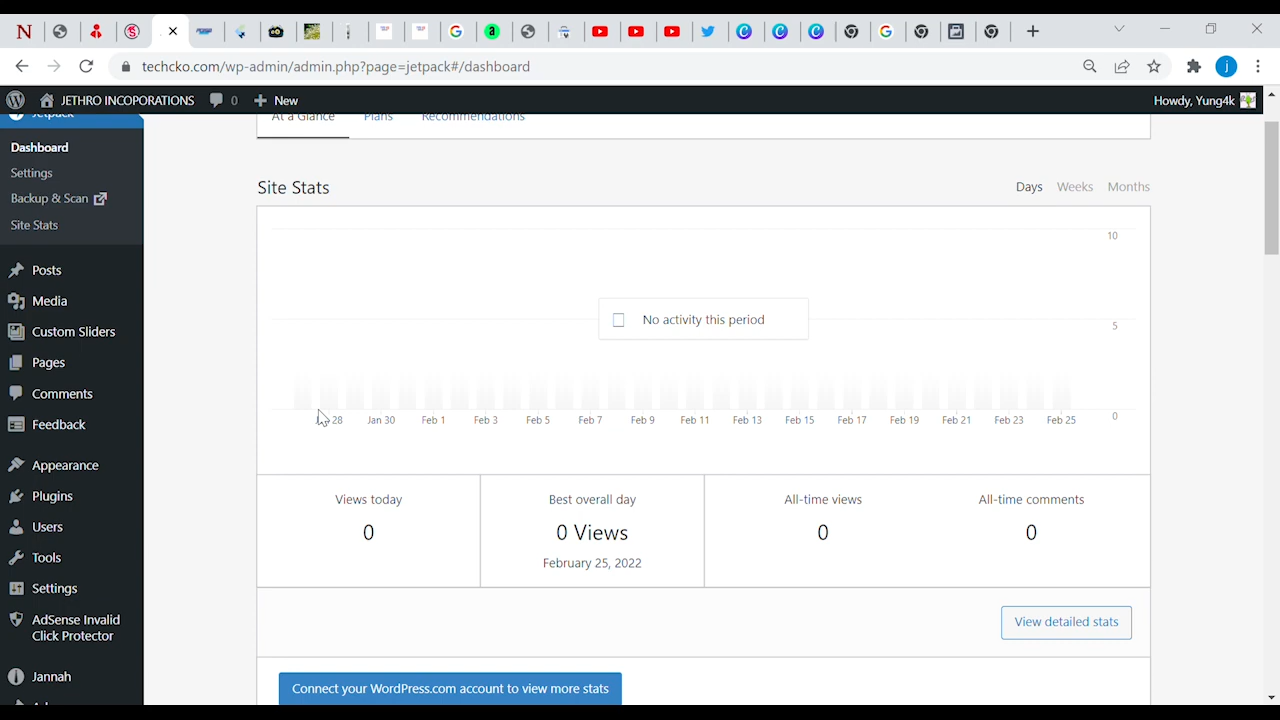 techcko.com/wp-admin/admin.php?page=jetpack#/dashboard
j
JETHRO INCOPORATIONS
0
New
Howdy, Yung4k
Jetpack
At a Glance
Plans
Recommendations
Dashboard
Settings
Backup & Scan
Site Stats
Posts
Media
Custom Sliders
Pages
Comments
Feedback
Appearance
Plugins
Users
Tools
Settings
AdSense Invalid
Click Protector
Jannah
Site Stats
Days Weeks Months
10
No activity this period
5
0
28 Jan 30 Feb 1 Feb 3 Feb 5 Feb 7 Feb 9 Feb 11 Feb 13 Feb 15 Feb 17 Feb 19 Feb 21 Feb 23 Feb 25
Views today
0
Best overall day
0 Views
February 25, 2022
All-time views
0
All-time comments
0
View detailed stats
Connect your WordPress.com account to view more stats